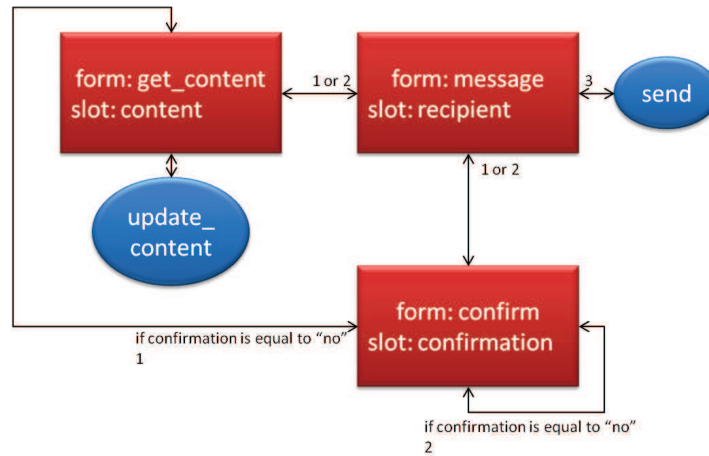 form: get_content
slot: content
1 or 2
form: message
slot: recipient
3
send
1 or 2
update_
content
form: confirm
slot: confirmation
if confirmation is equal to “no”
1
if confirmation is equal to “no”
2